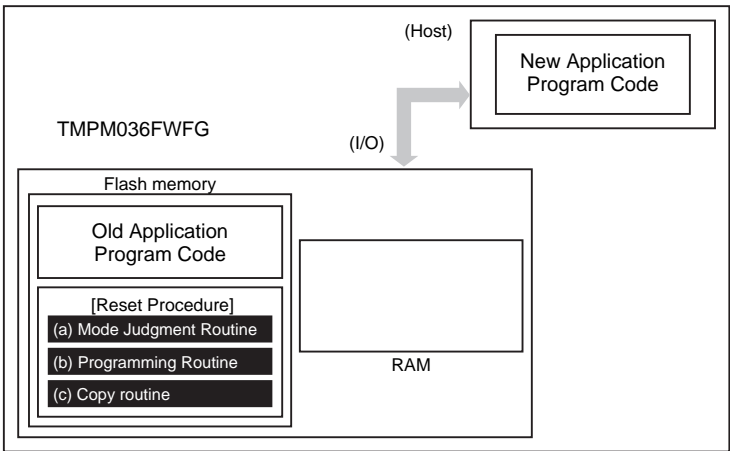 (Host)
New Application
Program Code
TMPM036FWFG
(I/O)
Flash memory
Old Application
Program Code
[Reset Procedure]
(a) Mode Judgment Routine
(b) Programming Routine
(c) Copy routine
RAM